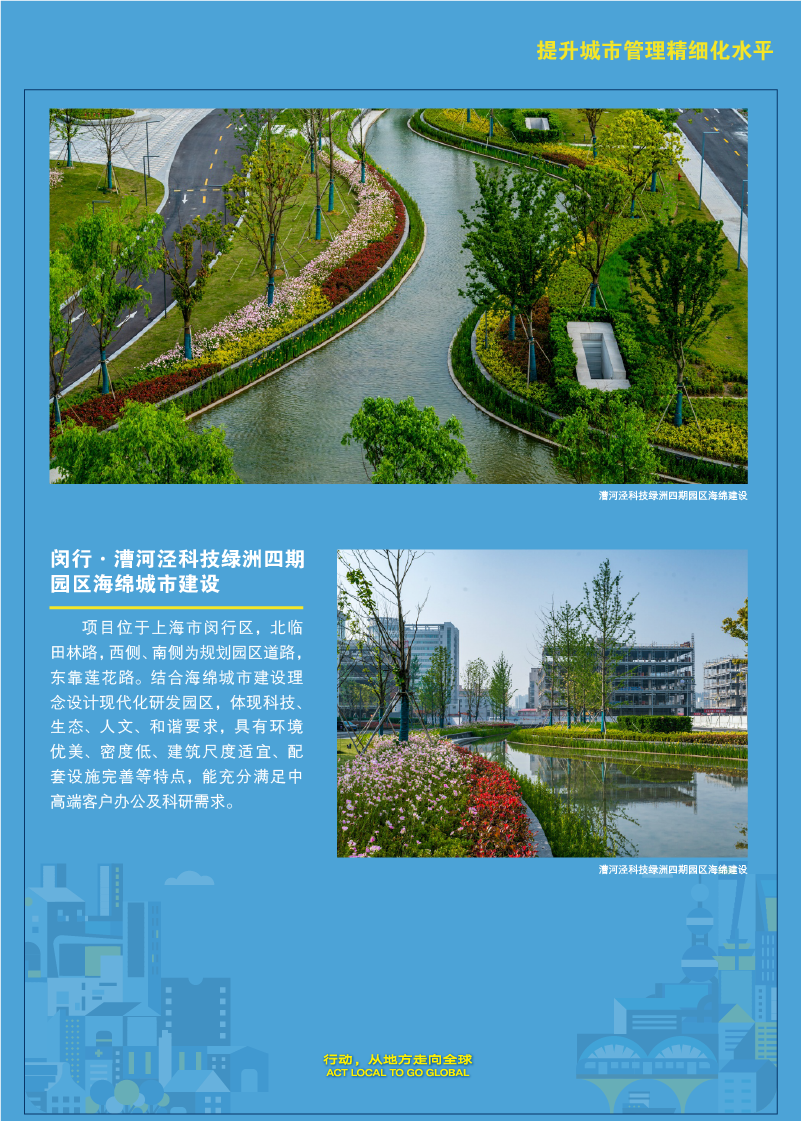 提升城市管理精细化水平
漕河泾科技绿洲四期园区海绵建设
闵行·漕河泾科技绿洲四期
园区海绵城市建设
项目位于上海市闵行区，北临
田林路，西侧、南侧为规划园区道路，
东靠莲花路。结合海绵城市建设理
念设计现代化研发园区，体现科技、
生态、人文、和谐要求，具有环境
优美、密度低、建筑尺度适宜、配
套设施完善等特点，能充分满足中
高端客户办公及科研需求。
漕河泾科技绿洲四期园区海绵建设
行动，从地方走向全球
ACT LOCAL TO GO GLOBAL